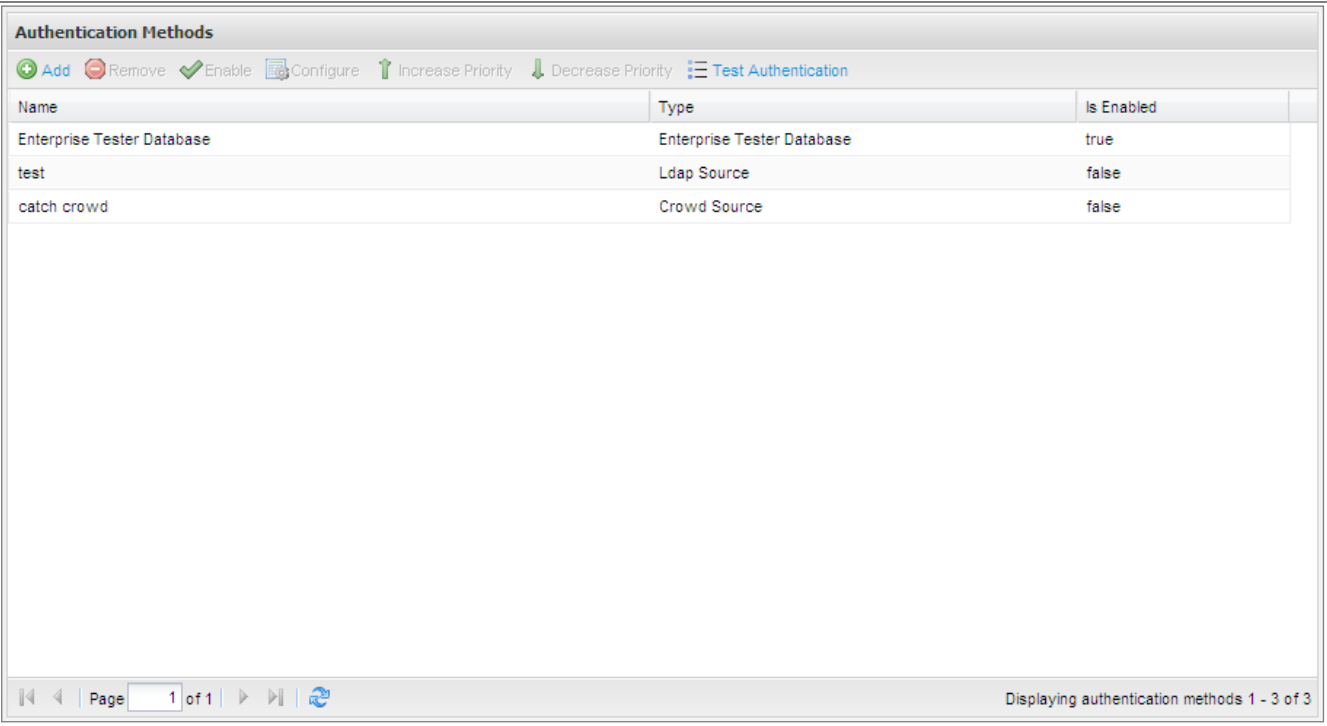 Authentication Methods
Add Remove Enable Configure Increase Priority Decrease Priority Test Authentication
Name Type Is Enabled
Enterprise Tester Database Enterprise Tester Database true
test Ldap Source false
catch crowd Crowd Source false
Page 1 of 1 Displaying authentication methods 1 - 3 of 3